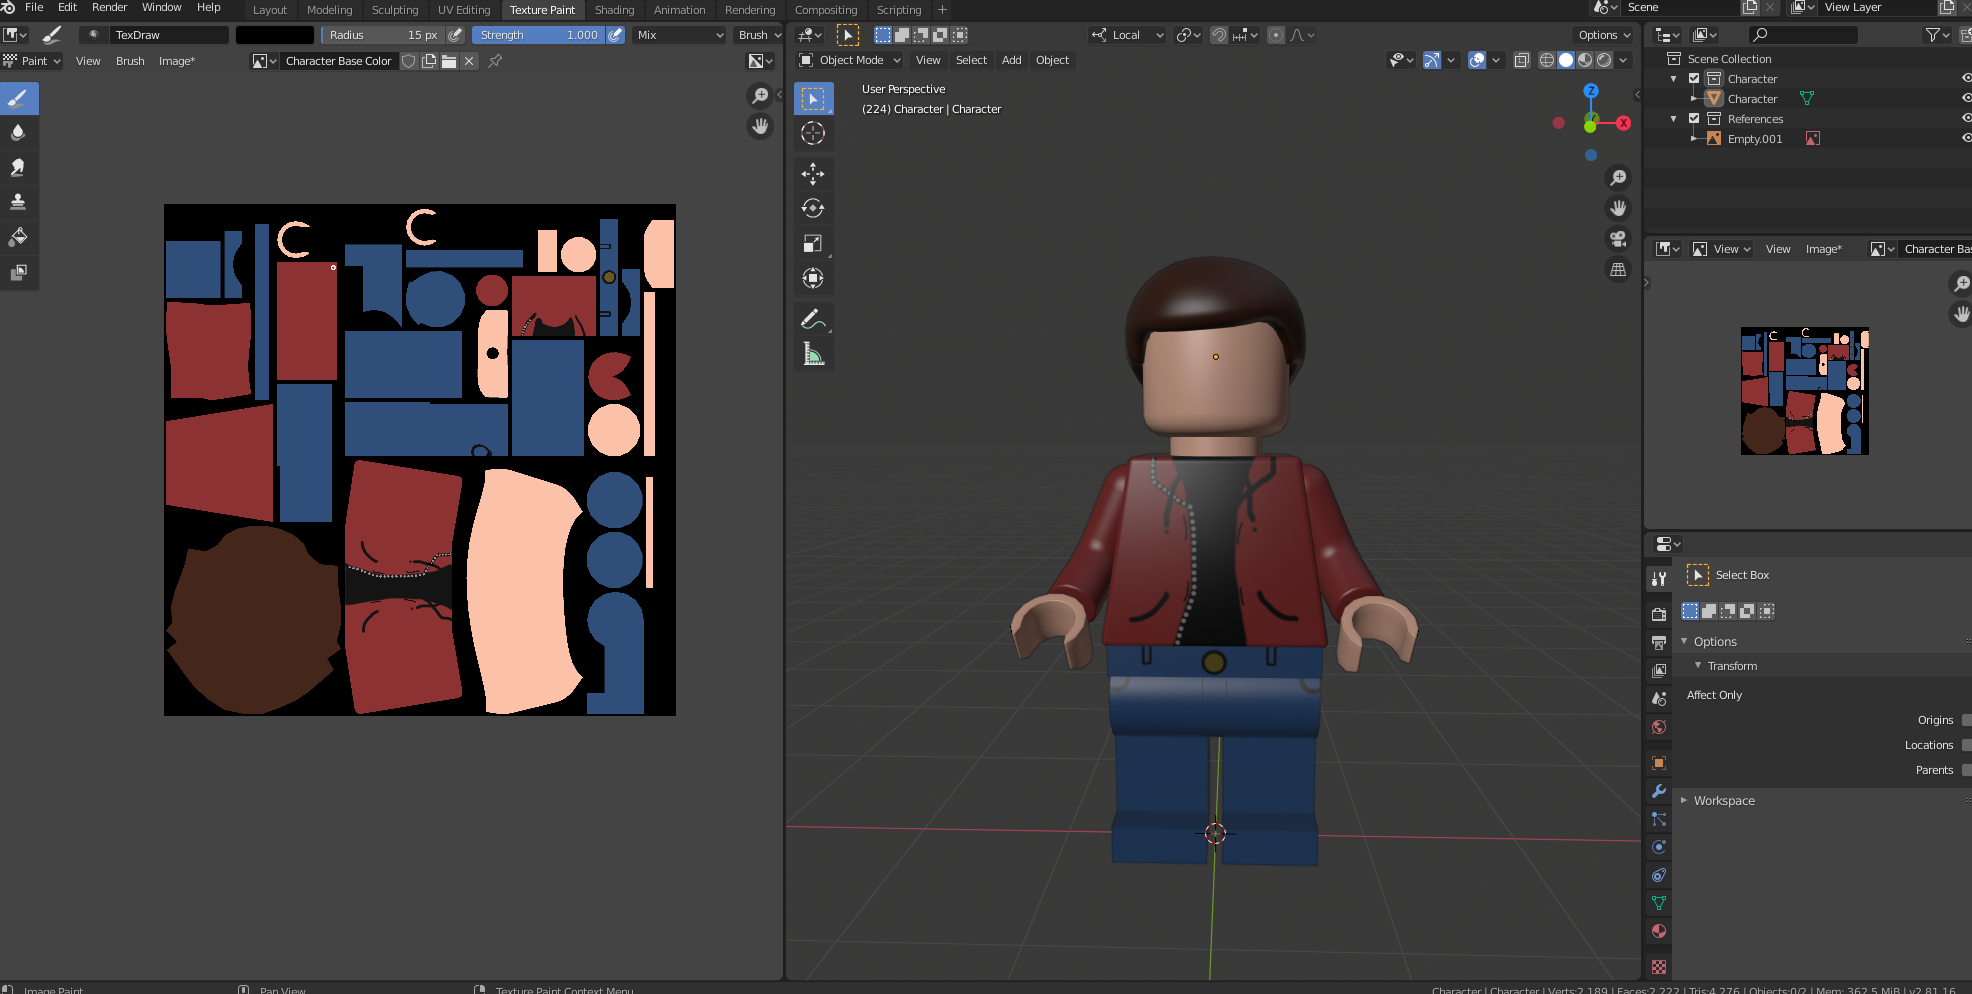 File Edit Render Window Help Layout Modeling Sculpting UV Editing Texture Paint Shading Animation Rendering Compositing Scripting + Scene View Layer
TexDraw Radius 15 px Strength 1.000 Mix Brush Local Options
Paint View Brush Image* Character Base Color Object Mode View Select Add Object
User Perspective
(224) Character | Character
Z
X
Scene Collection
Character
Character
References
Empty.001
View View Image* Character Bas
Select Box
Options
Transform
Affect Only
Origins
Locations
Parents
Workspace
Image Paint Pan View Texture Paint Context Menu Character | Character | Verts:2,189 | Faces:2,222 | Tris:4,276 | Objects:0/2 | Mem: 362.5 MiB | v2.81.16